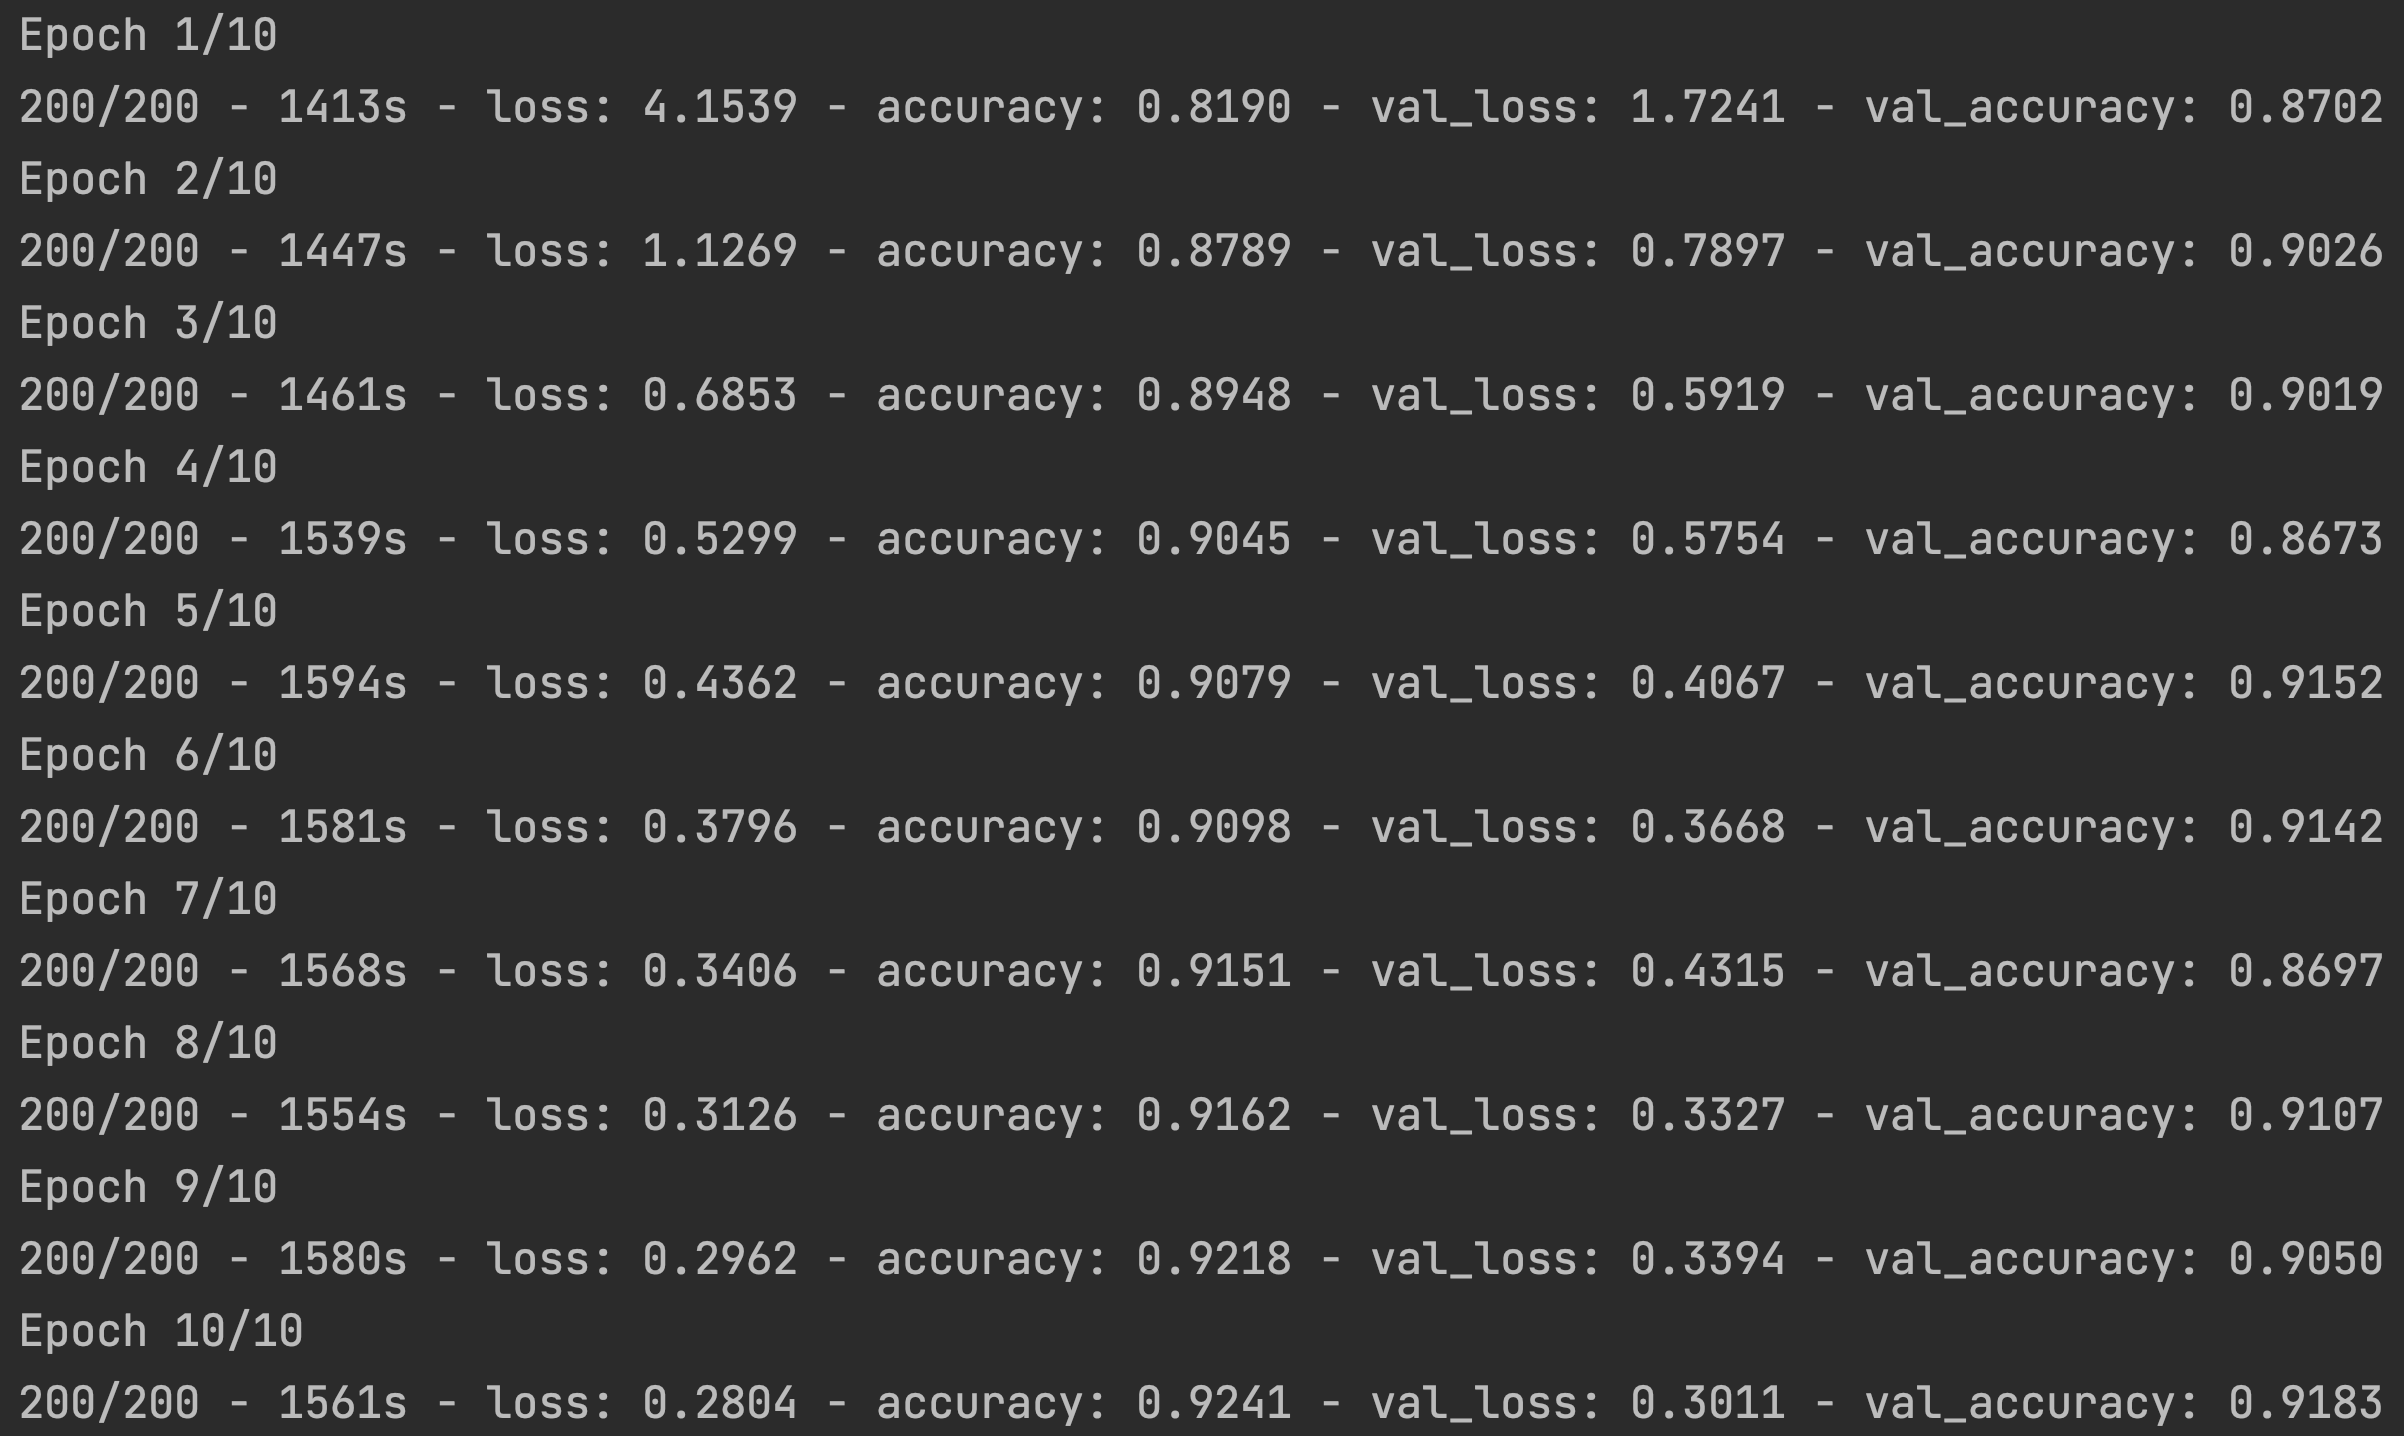 Epoch 1/10
200/200 - 1413s - loss: 4.1539 - accuracy: 0.8190 - val_loss: 1.7241 - val_accuracy: 0.8702
Epoch 2/10
200/200 - 1447s - loss: 1.1269 - accuracy: 0.8789 - val_loss: 0.7897 - val_accuracy: 0.9026
Epoch 3/10
200/200 - 1461s - loss: 0.6853 - accuracy: 0.8948 - val_loss: 0.5919 - val_accuracy: 0.9019
Epoch 4/10
200/200 - 1539s - loss: 0.5299 - accuracy: 0.9045 - val_loss: 0.5754 - val_accuracy: 0.8673
Epoch 5/10
200/200 - 1594s - loss: 0.4362 - accuracy: 0.9079 - val_loss: 0.4067 - val_accuracy: 0.9152
Epoch 6/10
200/200 - 1581s - loss: 0.3796 - accuracy: 0.9098 - val_loss: 0.3668 - val_accuracy: 0.9142
Epoch 7/10
200/200 - 1568s - loss: 0.3406 - accuracy: 0.9151 - val_loss: 0.4315 - val_accuracy: 0.8697
Epoch 8/10
200/200 - 1554s - loss: 0.3126 - accuracy: 0.9162 - val_loss: 0.3327 - val_accuracy: 0.9107
Epoch 9/10
200/200 - 1580s - loss: 0.2962 - accuracy: 0.9218 - val_loss: 0.3394 - val_accuracy: 0.9050
Epoch 10/10
200/200 - 1561s - loss: 0.2804 - accuracy: 0.9241 - val_loss: 0.3011 - val_accuracy: 0.9183